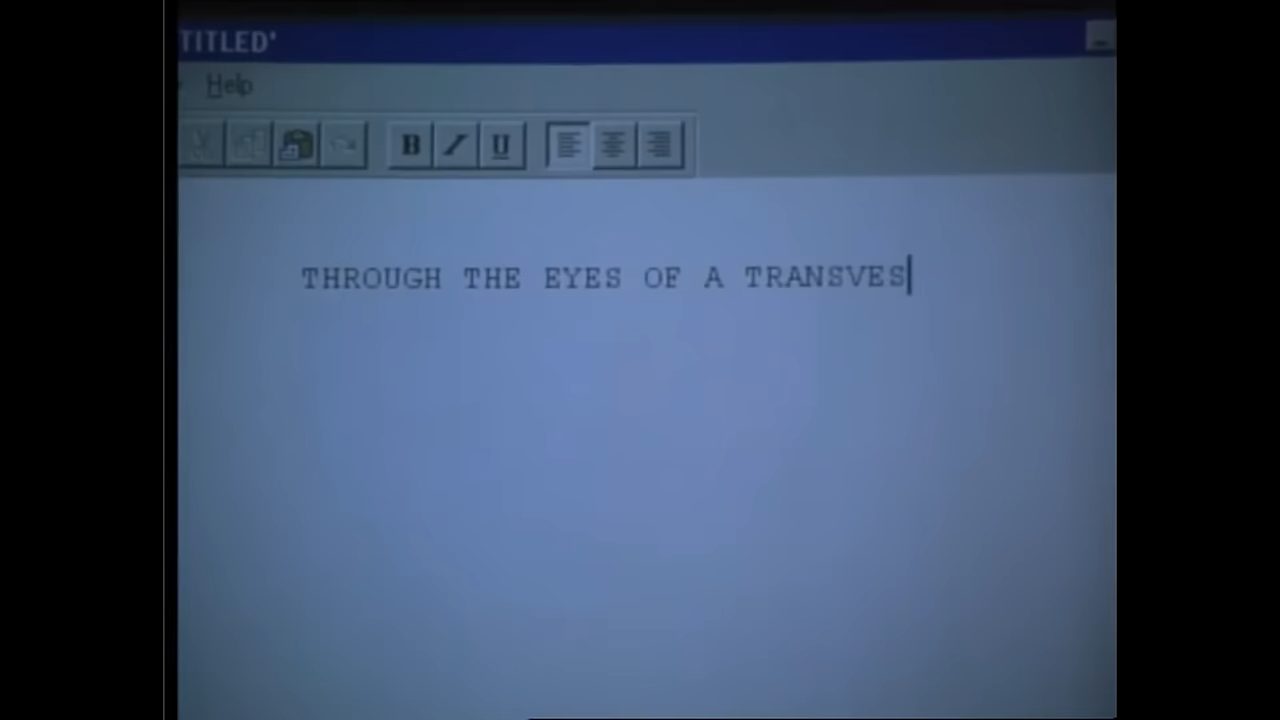 TITLED'
Help
B I U
THROUGH THE EYES OF A TRANSVES